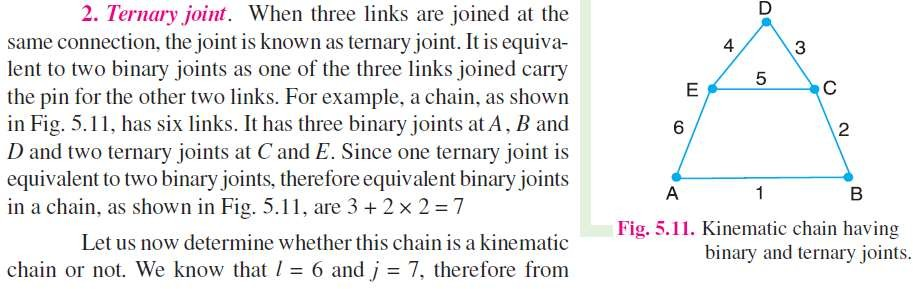 2. Ternary joint. When three links are joined at the
same connection, the joint is known as ternary joint. It is equiva-
lent to two binary joints as one of the three links joined carry
the pin for the other two links. For example, a chain, as shown
in Fig. 5.11, has six links. It has three binary joints at A, B and
D and two ternary joints at C and E. Since one ternary joint is
equivalent to two binary joints, therefore equivalent binary joints
in a chain, as shown in Fig. 5.11, are 3 + 2 × 2 = 7
Let us now determine whether this chain is a kinematic
chain or not. We know that l = 6 and j = 7, therefore from
D
4 3
5
E C
6 2
A 1 B
Fig. 5.11. Kinematic chain having
binary and ternary joints.